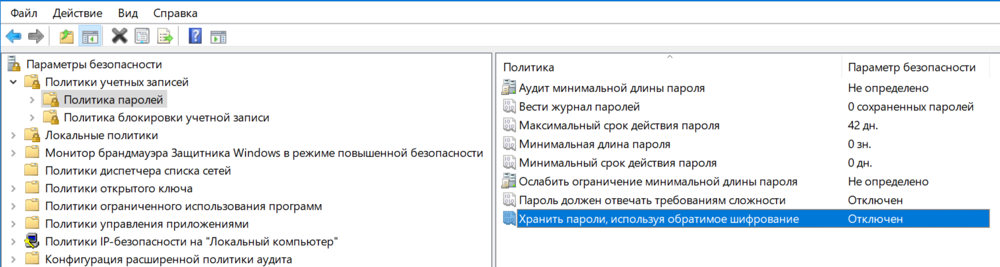 Файл Действие Вид Справка
Параметры безопасности
Политики учетных записей
Политика паролей
Политика блокировки учетной записи
Локальные политики
Монитор брандмауэра Защитника Windows в режиме повышенной безопасности
Политики диспетчера списка сетей
Политики открытого ключа
Политики ограниченного использования программ
Политики управления приложениями
Политики IP-безопасности на "Локальный компьютер"
Конфигурация расширенной политики аудита
Политика Параметр безопасности
Аудит минимальной длины пароля Не определено
Вести журнал паролей 0 сохраненных паролей
Максимальный срок действия пароля 42 дн.
Минимальная длина пароля 0 зн.
Минимальный срок действия пароля 0 дн.
Ослабить ограничение минимальной длины пароля Не определено
Пароль должен отвечать требованиям сложности Отключен
Хранить пароли, используя обратимое шифрование Отключен